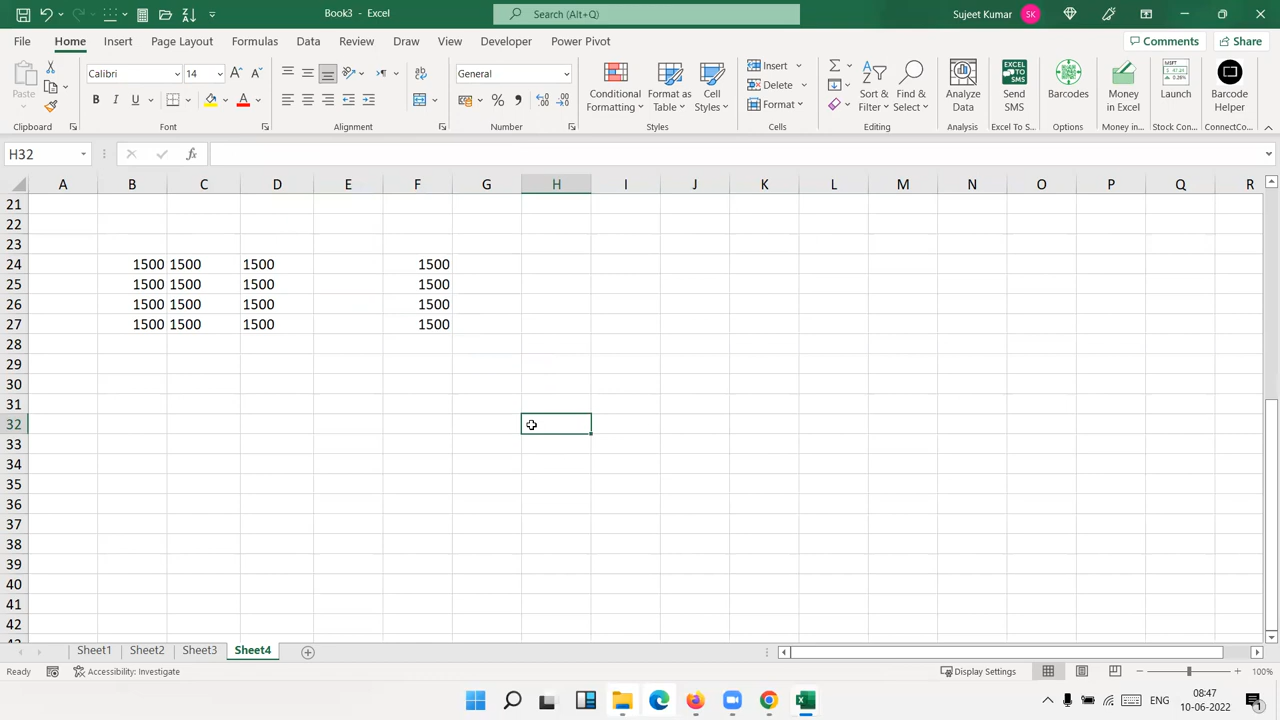 Book3 - Excel
Search (Alt+Q)
Sujeet Kumar
SK
File
Home
Insert
Page Layout
Formulas
Data
Review
View
Draw
Developer
Power Pivot
Comments
Share
Paste
Calibri
14
B I U
General
Conditional Formatting
Format as Table
Cell Styles
Insert
Delete
Format
Sort & Filter
Find & Select
Analyze Data
Send SMS
Barcodes
Money in Excel
Launch
Barcode Helper
Clipboard
Font
Alignment
Number
Styles
Cells
Editing
Analysis
Excel To S...
Options
Money in...
Stock Con...
ConnectCo...
H32
fx
A B C D E F G H I J K L M N O P Q R
21
22
23
24 1500 1500 1500 1500
25 1500 1500 1500 1500
26 1500 1500 1500 1500
27 1500 1500 1500 1500
28
29
30
31
32
33
34
35
36
37
38
39
40
41
42
Sheet1
Sheet2
Sheet3
Sheet4
Ready
Accessibility: Investigate
Display Settings
100%
ENG
08:47
10-06-2022